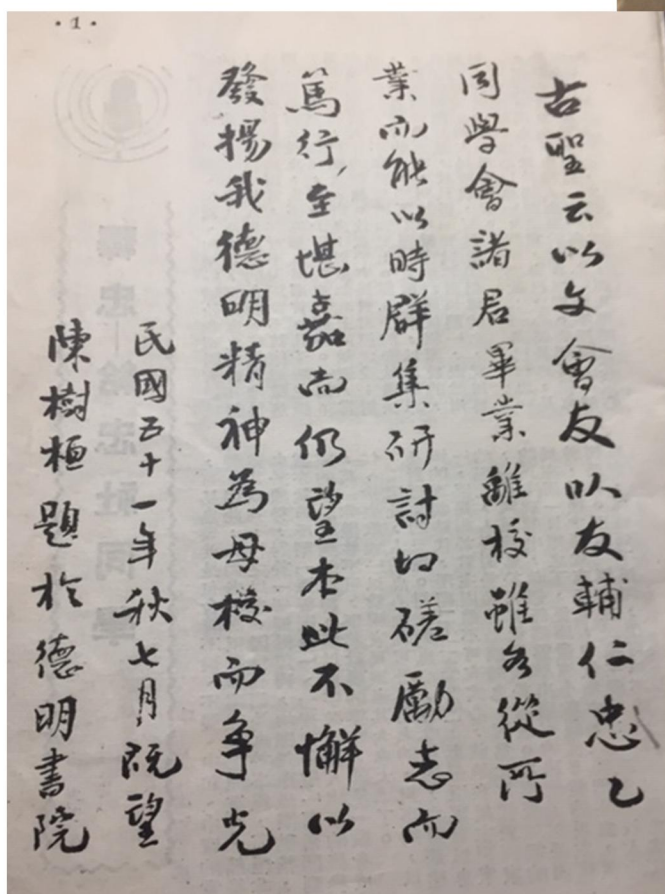 ·1·
古聖云以文會友以友輔仁忠乙
同學會諸君畢業離校雖各從所
業而能以時群集研討切磋勵志而
篤行,至堪嘉尚仍望本此不懈以
發揚我德明精神為母校而爭光
民國五十一年秋七月既望
陳樹桓題於德明書院